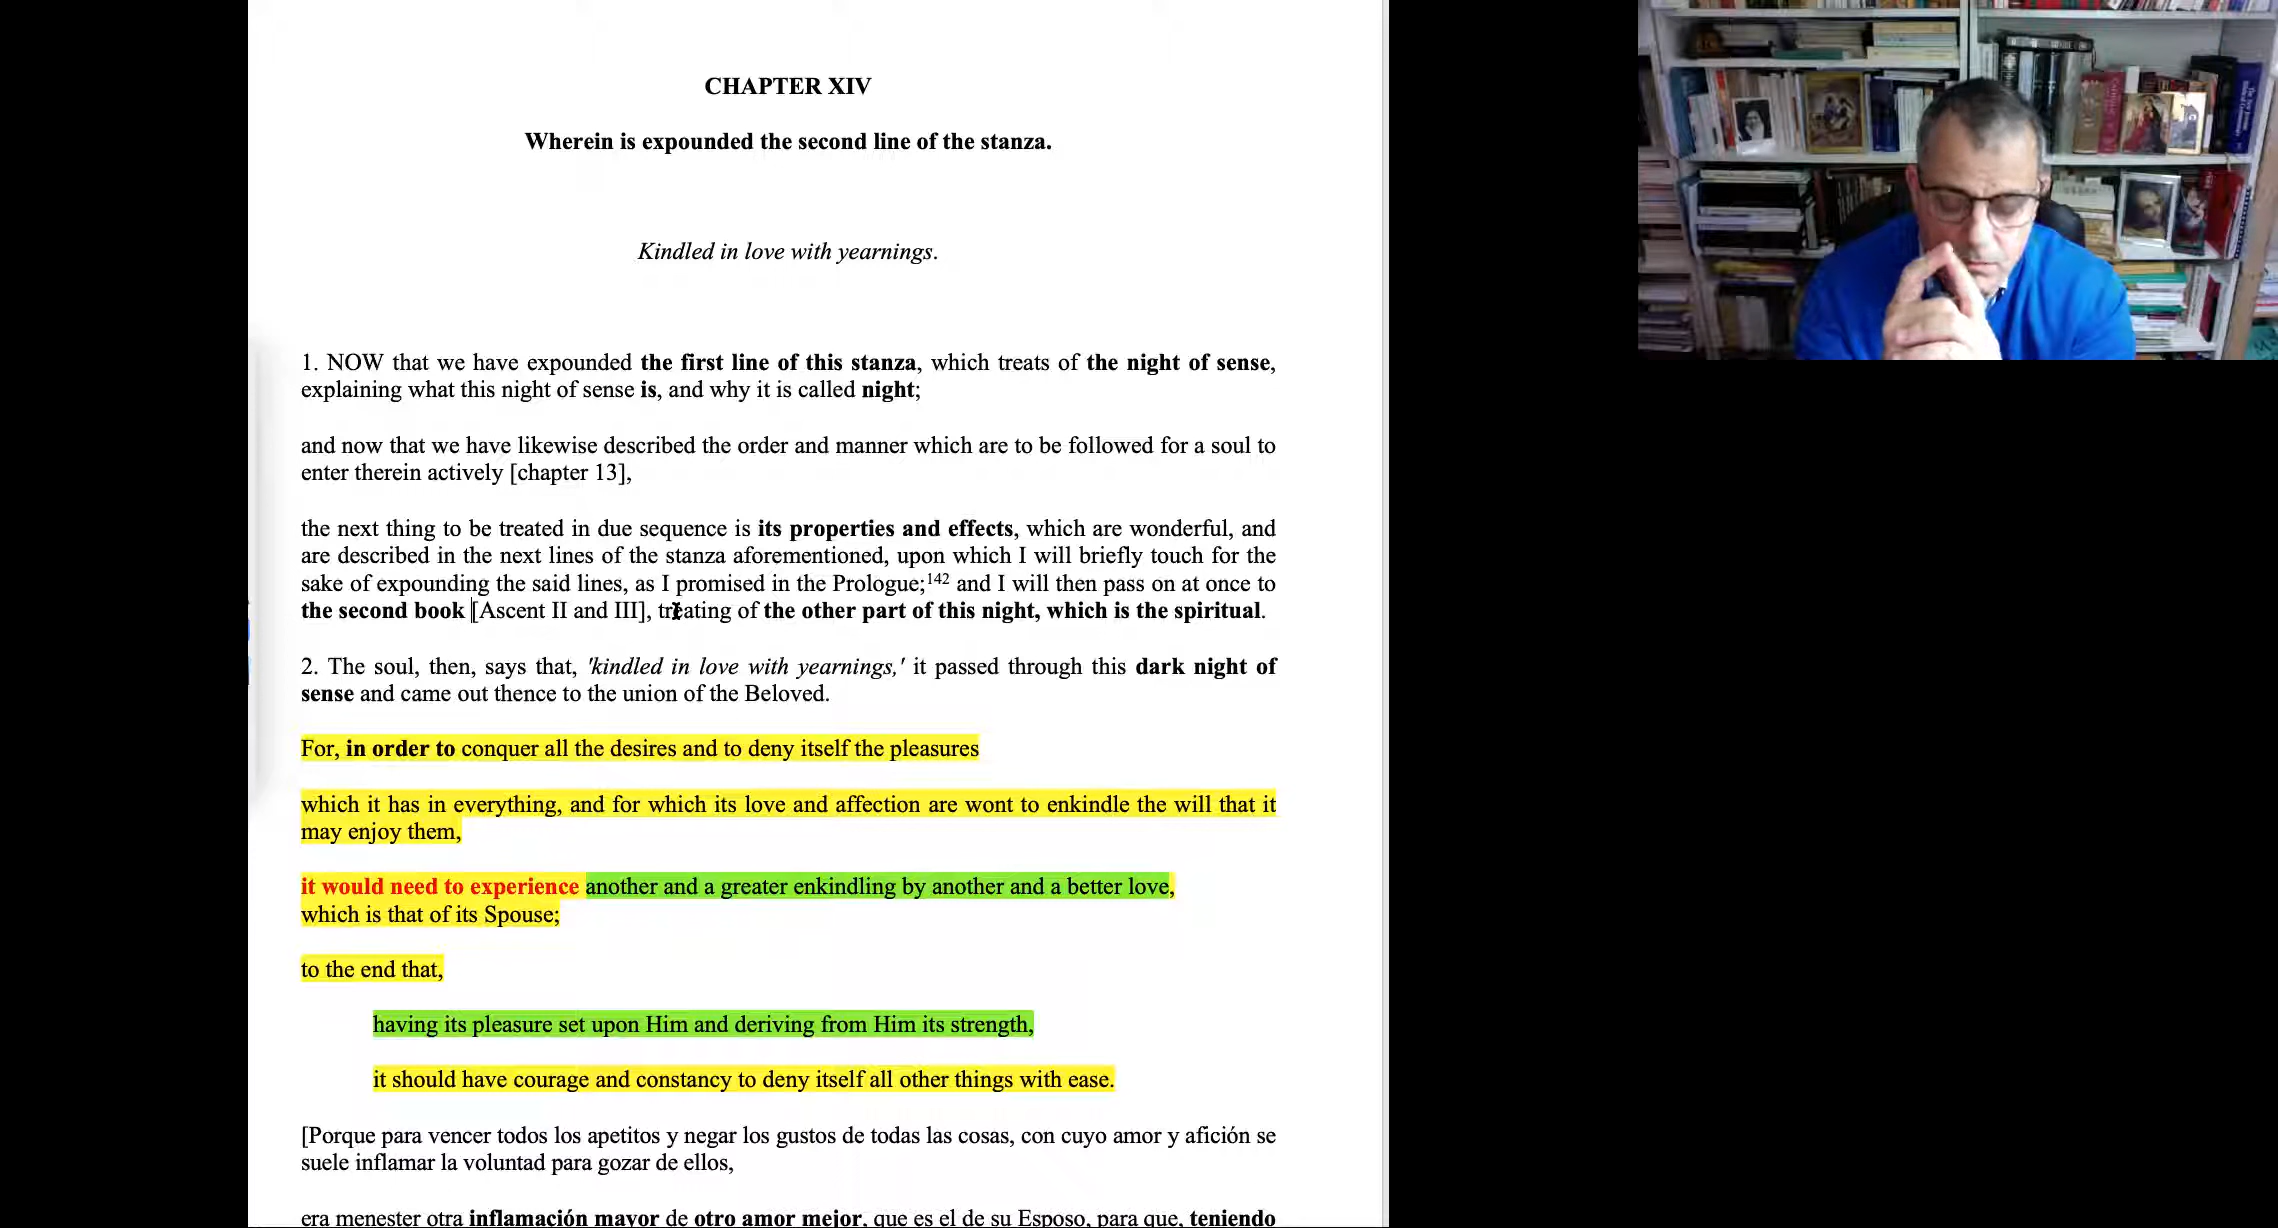 CHAPTER XIV
Wherein is expounded the second line of the stanza.
Kindled in love with yearnings.
1. NOW that we have expounded the first line of this stanza, which treats of the night of sense,
explaining what this night of sense is, and why it is called night;
and now that we have likewise described the order and manner which are to be followed for a soul to
enter therein actively [chapter 13],
the next thing to be treated in due sequence is its properties and effects, which are wonderful, and
are described in the next lines of the stanza aforementioned, upon which I will briefly touch for the
sake of expounding the said lines, as I promised in the Prologue;142 and I will then pass on at once to
the second book [Ascent II and III], treating of the other part of this night, which is the spiritual.
2. The soul, then, says that, 'kindled in love with yearnings,' it passed through this dark night of
sense and came out thence to the union of the Beloved.
For, in order to conquer all the desires and to deny itself the pleasures
which it has in everything, and for which its love and affection are wont to enkindle the will that it
may enjoy them,
it would need to experience another and a greater enkindling by another and a better love,
which is that of its Spouse;
to the end that,
having its pleasure set upon Him and deriving from Him its strength,
it should have courage and constancy to deny itself all other things with ease.
[Porque para vencer todos los apetitos y negar los gustos de todas las cosas, con cuyo amor y afición se
suele inflamar la voluntad para gozar de ellos,
era menester otra inflamación mayor de otro amor mejor, que es el de su Esposo, para que, teniendo